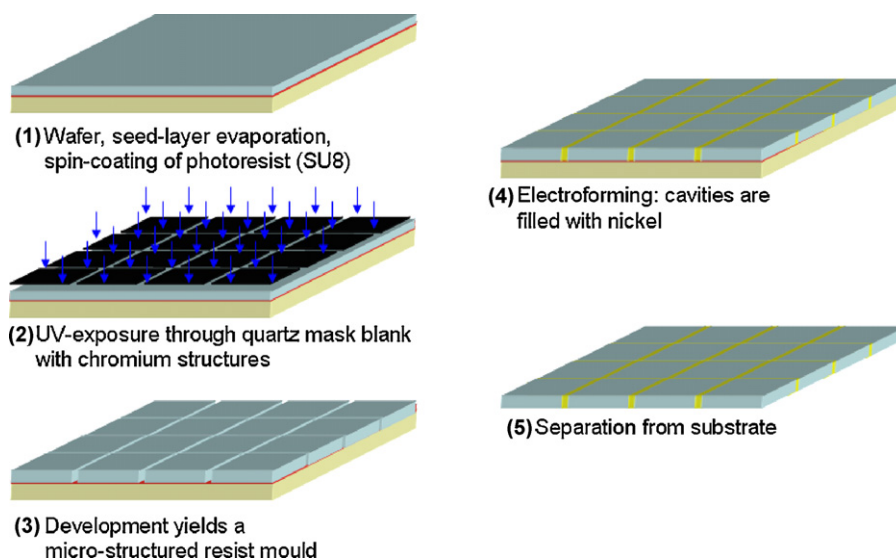 (1) Wafer, seed-layer evaporation,
spin-coating of photoresist (SU8)
(2) UV-exposure through quartz mask blank
with chromium structures
(3) Development yields a
micro-structured resist mould
(4) Electroforming: cavities are
filled with nickel
(5) Separation from substrate